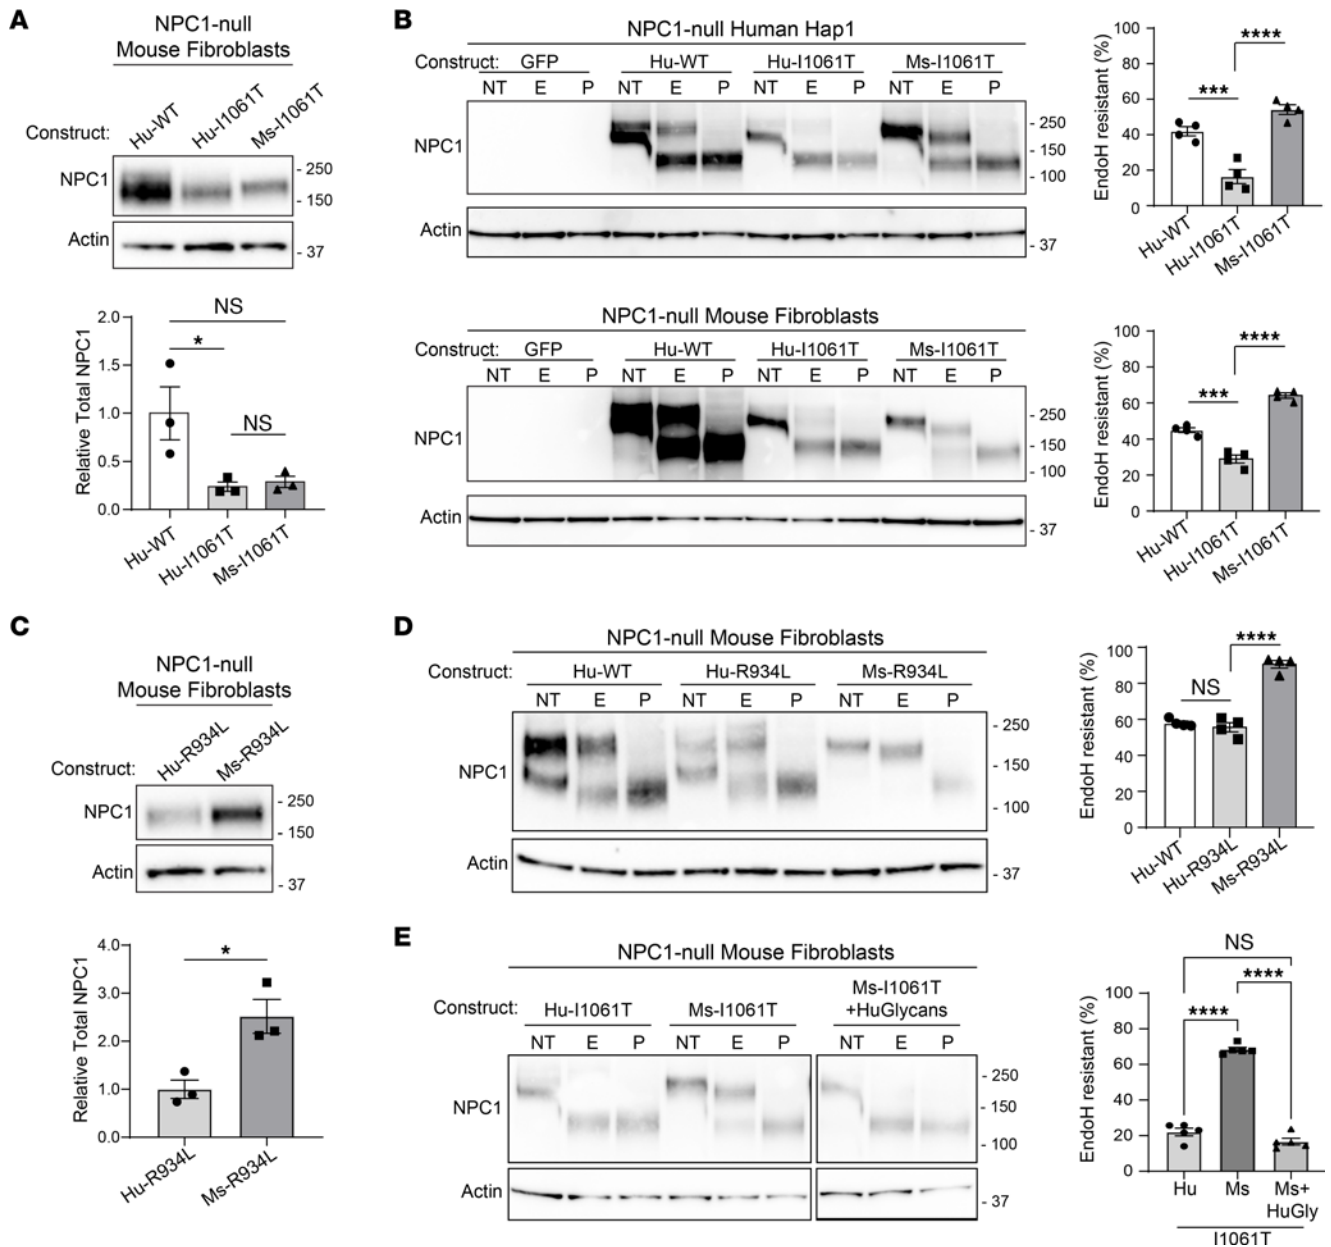 A
NPC1-null
Mouse Fibroblasts
Construct: Hu-WT Hu-I1061T Ms-I1061T
NPC1
- 250
- 150
Actin
- 37
Relative Total NPC1
2.0
1.5
1.0
0.5
0.0
NS
*
NS
Hu-WT
Hu-I1061T
Ms-I1061T
B
NPC1-null Human Hap1
Construct: GFP Hu-WT Hu-I1061T Ms-I1061T
NT E P NT E P NT E P NT E P
NPC1
- 250
- 150
- 100
Actin
- 37
EndoH resistant (%)
100
80
60
40
20
0
****
***
Hu-WT
Hu-I1061T
Ms-I1061T
NPC1-null Mouse Fibroblasts
Construct: GFP Hu-WT Hu-I1061T Ms-I1061T
NT E P NT E P NT E P NT E P
NPC1
- 250
- 150
- 100
Actin
- 37
EndoH resistant (%)
100
80
60
40
20
0
****
***
Hu-WT
Hu-I1061T
Ms-I1061T
C
NPC1-null
Mouse Fibroblasts
Construct: Hu-R934L Ms-R934L
NPC1
- 250
- 150
Actin
- 37
Relative Total NPC1
4.0
3.0
2.0
1.0
0.0
*
Hu-R934L
Ms-R934L
D
NPC1-null Mouse Fibroblasts
Construct: Hu-WT Hu-R934L Ms-R934L
NT E P NT E P NT E P
NPC1
- 250
- 150
- 100
Actin
- 37
EndoH resistant (%)
100
80
60
40
20
0
****
NS
Hu-WT
Hu-R934L
Ms-R934L
E
NPC1-null Mouse Fibroblasts
Construct: Hu-I1061T Ms-I1061T Ms-I1061T
+HuGlycans
NT E P NT E P NT E P
NPC1
- 250
- 150
- 100
Actin
- 37
EndoH resistant (%)
100
80
60
40
20
0
NS
****
****
Hu Ms Ms+
HuGly
I1061T